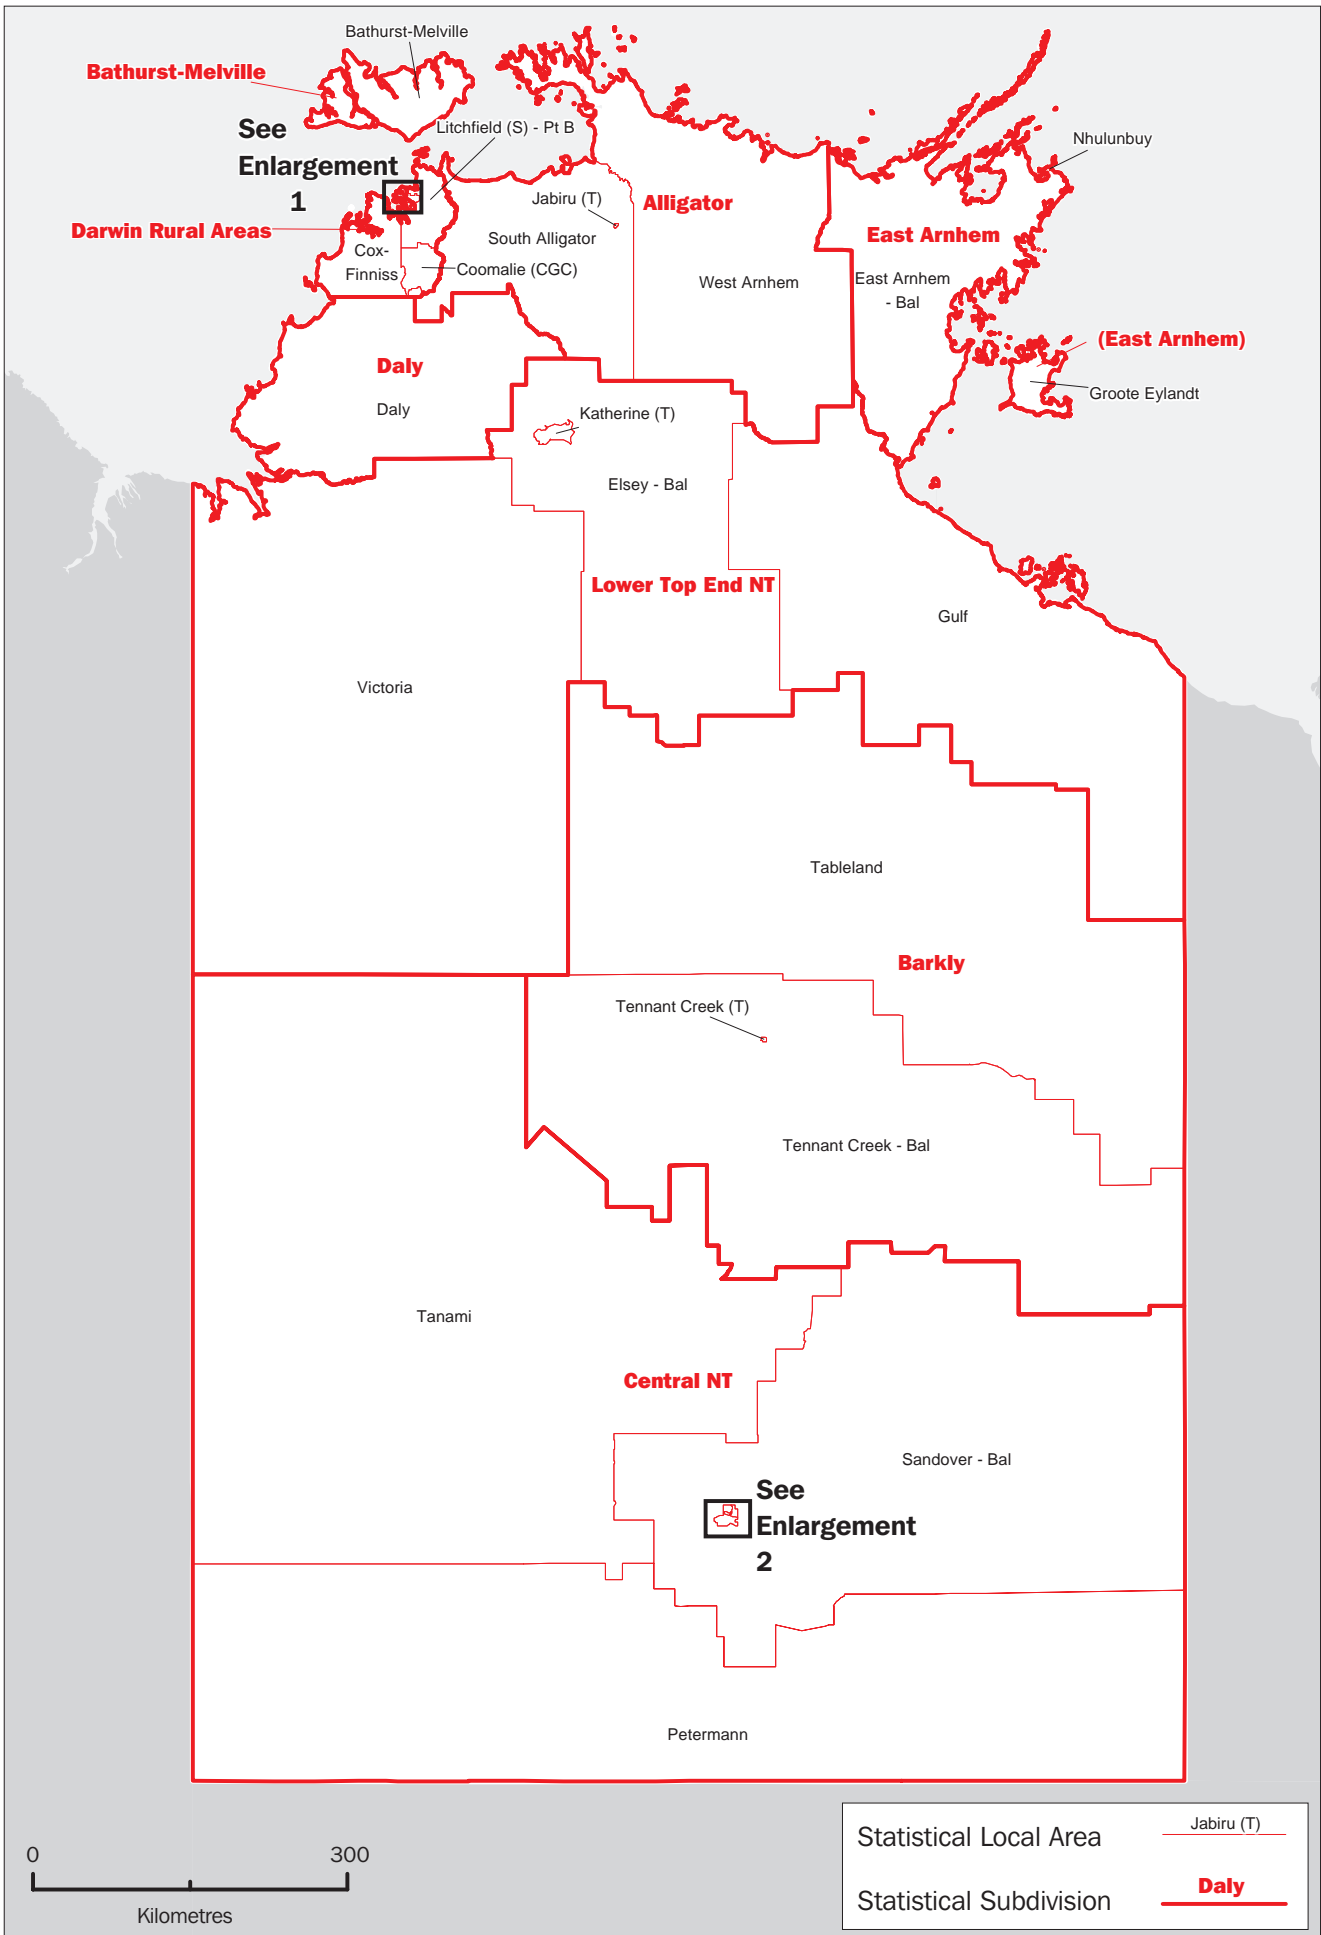 Bathurst-Melville
Bathurst-Melville
See
Enlargement
1
Litchfield (S) - Pt B
Nhulunbuy
Jabiru (T)
Alligator
Darwin Rural Areas
South Alligator
East Arnhem
Cox-
Finniss
Coomalie (CGC)
West Arnhem
East Arnhem
- Bal
(East Arnhem)
Daly
Groote Eylandt
Daly
Katherine (T)
Elsey - Bal
Lower Top End NT
Gulf
Victoria
Tableland
Barkly
Tennant Creek (T)
Tennant Creek - Bal
Tanami
Central NT
Sandover - Bal
See
Enlargement
2
Petermann
0 300
Kilometres
Statistical Local Area Jabiru (T)
Statistical Subdivision Daly